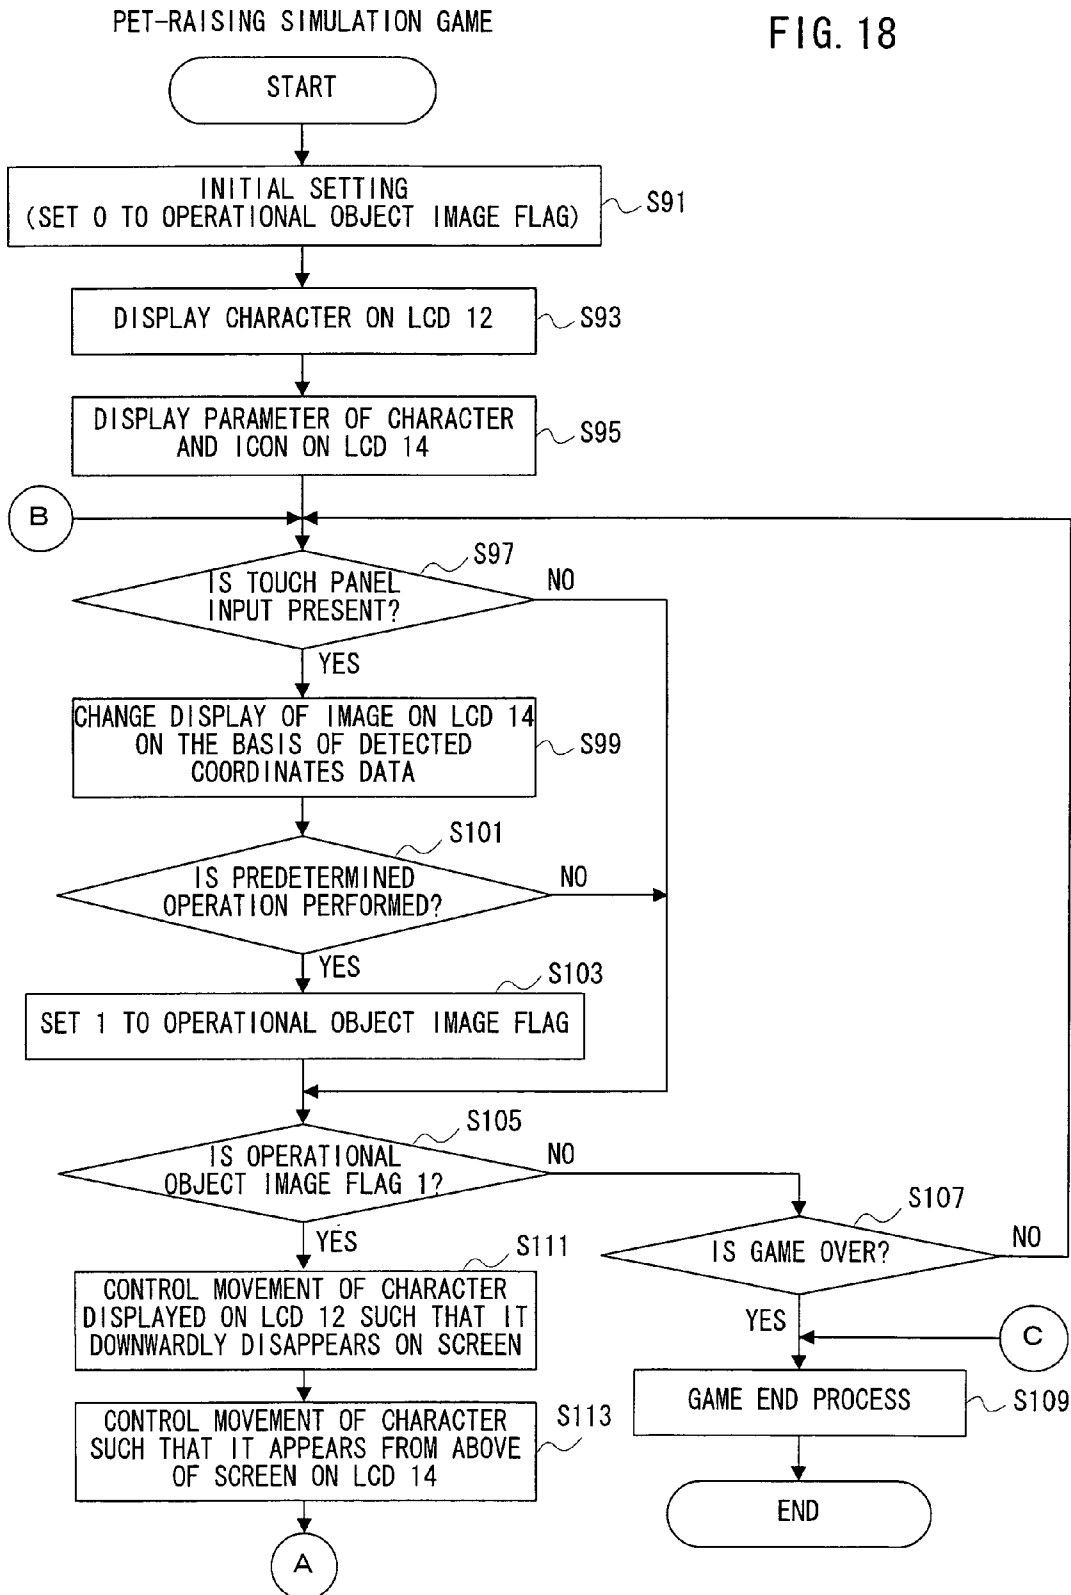 PET-RAISING SIMULATION GAME
FIG. 18
START
INITIAL SETTING
(SET 0 TO OPERATIONAL OBJECT IMAGE FLAG)
S91
DISPLAY CHARACTER ON LCD 12
S93
DISPLAY PARAMETER OF CHARACTER
AND ICON ON LCD 14
S95
B
S97
IS TOUCH PANEL
INPUT PRESENT?
NO
YES
CHANGE DISPLAY OF IMAGE ON LCD 14
ON THE BASIS OF DETECTED
COORDINATES DATA
S99
S101
IS PREDETERMINED
OPERATION PERFORMED?
NO
YES
S103
SET 1 TO OPERATIONAL OBJECT IMAGE FLAG
S105
IS OPERATIONAL
OBJECT IMAGE FLAG 1?
NO
YES
S107
IS GAME OVER?
NO
YES
S111
CONTROL MOVEMENT OF CHARACTER
DISPLAYED ON LCD 12 SUCH THAT IT
DOWNWARDLY DISAPPEARS ON SCREEN
C
GAME END PROCESS
S109
S113
CONTROL MOVEMENT OF CHARACTER
SUCH THAT IT APPEARS FROM ABOVE
OF SCREEN ON LCD 14
END
A